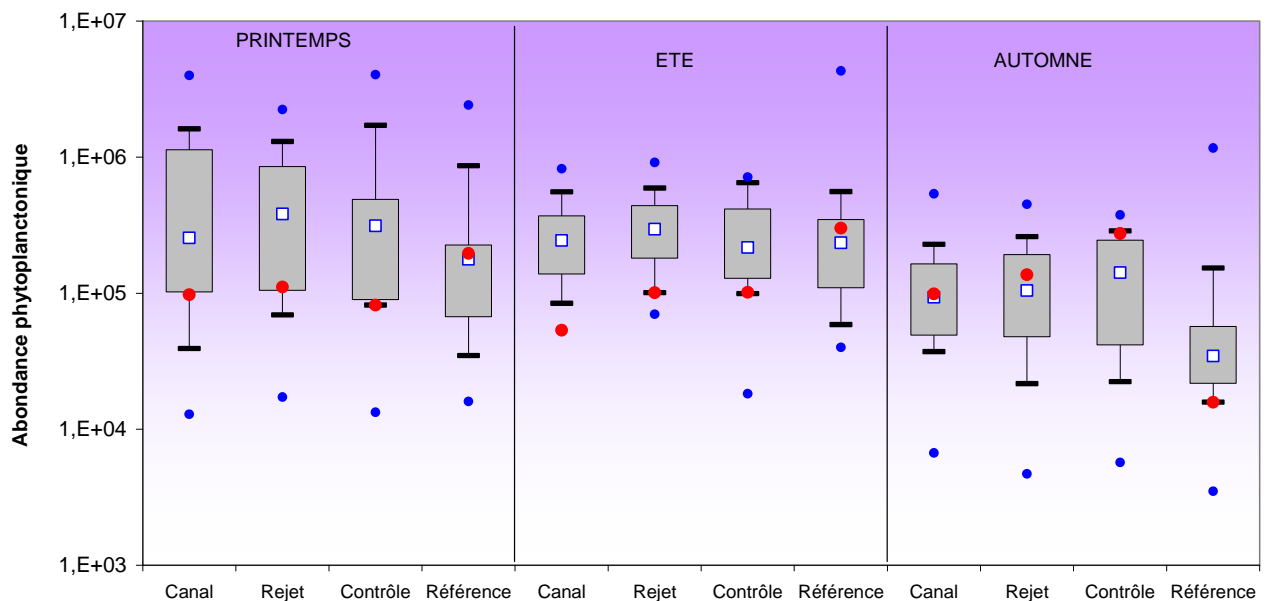 1,E+07
PRINTEMPS
ETE
AUTOMNE
1,E+06
1,E+05
1,E+04
1,E+03
Abondance phytoplanctonique
Canal Rejet Contrôle Référence Canal Rejet Contrôle Référence Canal Rejet Contrôle Référence